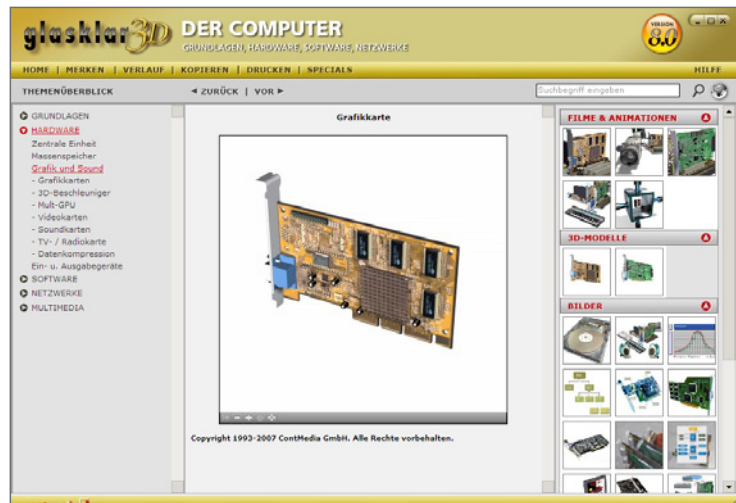 glasklar3D
DER COMPUTER
GRUNDLAGEN, HARDWARE, SOFTWARE, NETZWERKE
VERSION
8.0
HOME | MERKEN | VERLAUF | KOPIEREN | DRUCKEN | SPECIALS
HILFE
THEMENÜBERBLICK
ZURÜCK | VOR
Suchbegriff eingeben
GRUNDLAGEN
HARDWARE
Zentrale Einheit
Massenspeicher
Grafik und Sound
- Grafikkarten
- 3D-Beschleuniger
- Mult-GPU
- Videokarten
- Soundkarten
- TV- / Radiokarte
- Datenkompression
Ein- u. Ausgabegeräte
SOFTWARE
NETZWERKE
MULTIMEDIA
Grafikkarte
Copyright 1993-2007 ContMedia GmbH. Alle Rechte vorbehalten.
FILME & ANIMATIONEN
3D-MODELLE
BILDER